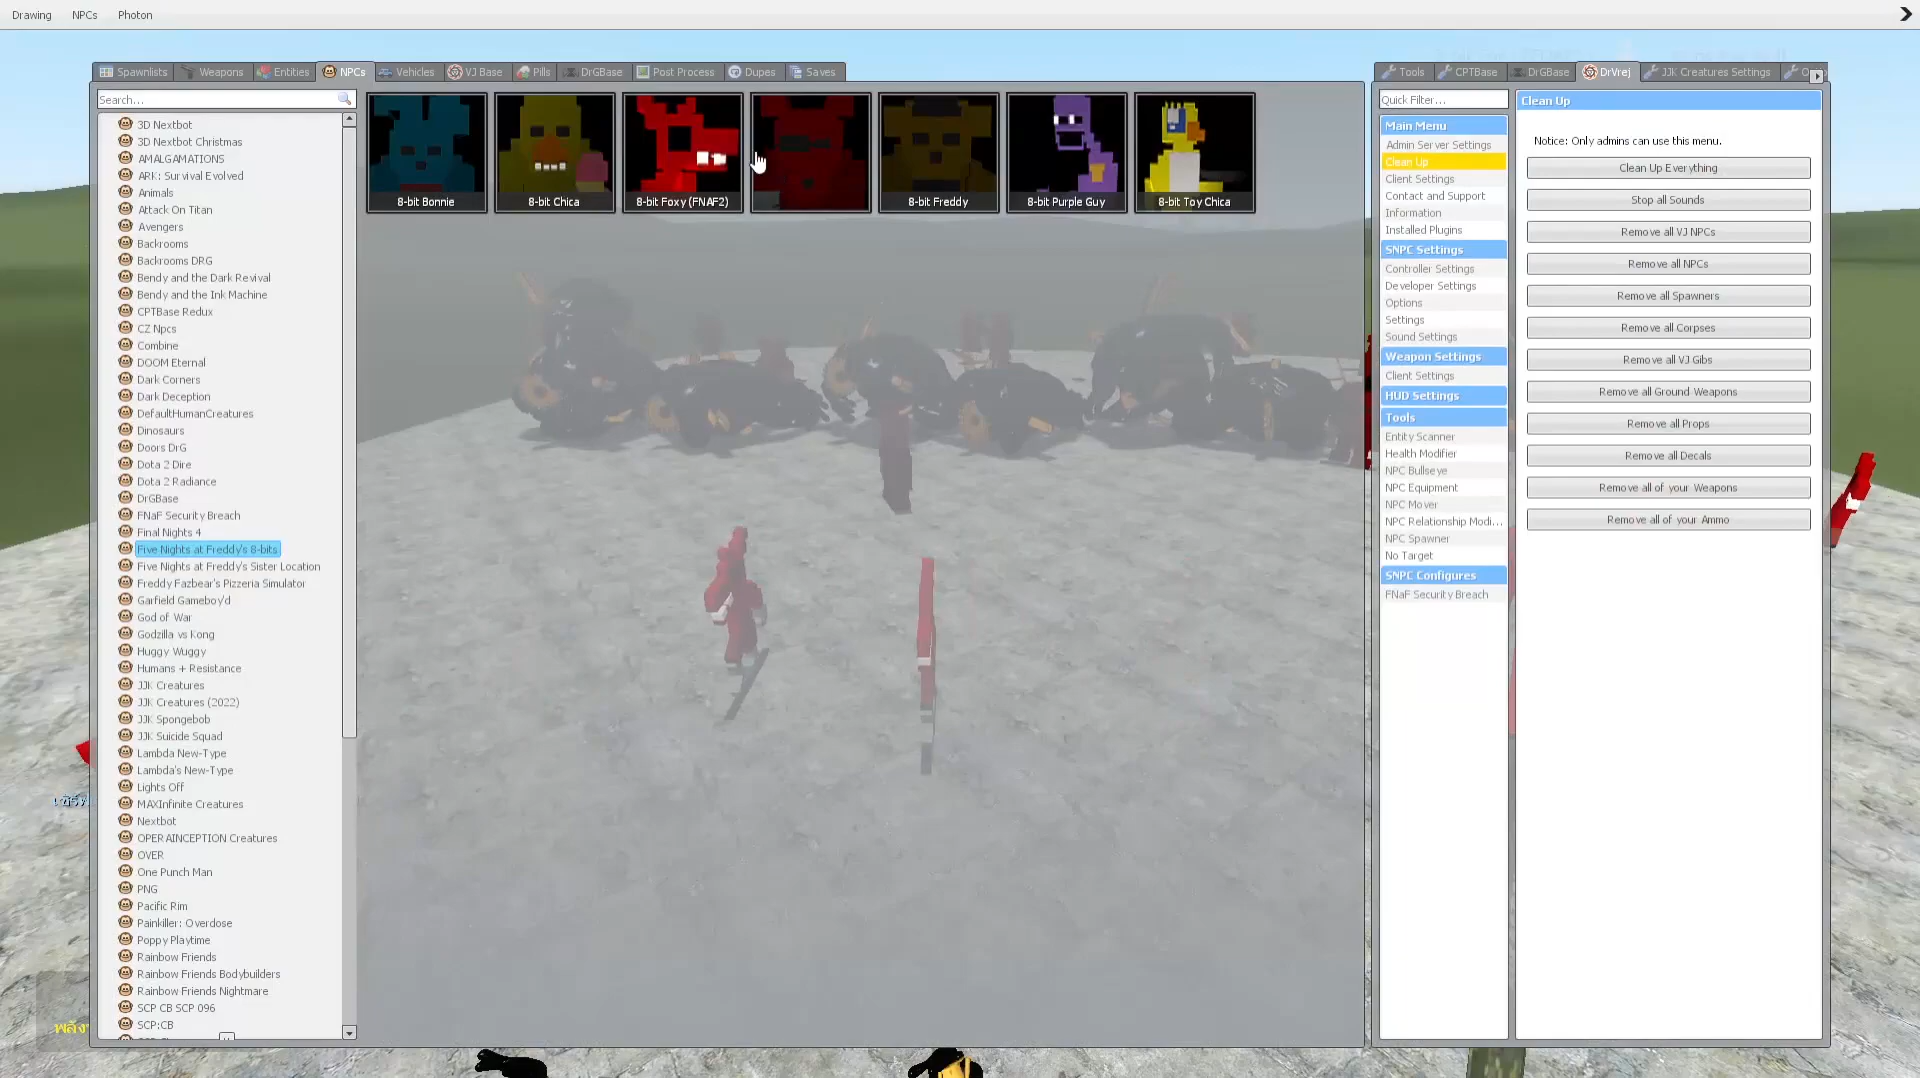 Drawing NPCs Photon
Spawnlists Weapons Entities NPCs Vehicles VJ Base Pills DrGBase Post Process Dupes Saves
Search...
3D Nextbot
3D Nextbot Christmas
AMALGAMATIONS
ARK: Survival Evolved
Animals
Attack On Titan
Avengers
Backrooms
Backrooms DRG
Bendy and the Dark Revival
Bendy and the Ink Machine
CPTBase Redux
CZ Npcs
Combine
DOOM Eternal
Dark Corners
Dark Deception
DefaultHumanCreatures
Dinosaurs
Doors DrG
Dota 2 Dire
Dota 2 Radiance
DrGBase
FNaF Security Breach
Final Nights 4
Five Nights at Freddy's 8-bits
Five Nights at Freddy's Sister Location
Freddy Fazbear's Pizzeria Simulator
Garfield Gameboy'd
God of War
Godzilla vs Kong
Huggy Wuggy
Humans + Resistance
JJK Creatures
JJK Creatures (2022)
JJK Spongebob
JJK Suicide Squad
Lambda New-Type
Lambda's New-Type
Lights Off
MAXInfinite Creatures
Nextbot
OPERAINCEPTION Creatures
OVER
One Punch Man
PNG
Pacific Rim
Painkiller: Overdose
Poppy Playtime
Rainbow Friends
Rainbow Friends Bodybuilders
Rainbow Friends Nightmare
SCP CB SCP 096
SCP:CB
8-bit Bonnie
8-bit Chica
8-bit Foxy (FNAF2)
8-bit Freddy
8-bit Purple Guy
8-bit Toy Chica
Tools CPTBase DrGBase DrVrej JJK Creatures Settings
Quick Filter...
Main Menu
Admin Server Settings
Clean Up
Client Settings
Contact and Support
Information
Installed Plugins
SNPC Settings
Controller Settings
Developer Settings
Options
Settings
Sound Settings
Weapon Settings
Client Settings
HUD Settings
Tools
Entity Scanner
Health Modifier
NPC Bullseye
NPC Equipment
NPC Mover
NPC Relationship Modi...
NPC Spawner
No Target
SNPC Configures
FNaF Security Breach
Clean Up
Notice: Only admins can use this menu.
Clean Up Everything
Stop all Sounds
Remove all VJ NPCs
Remove all NPCs
Remove all Spawners
Remove all Corpses
Remove all VJ Gibs
Remove all Ground Weapons
Remove all Props
Remove all Decals
Remove all of your Weapons
Remove all of your Ammo